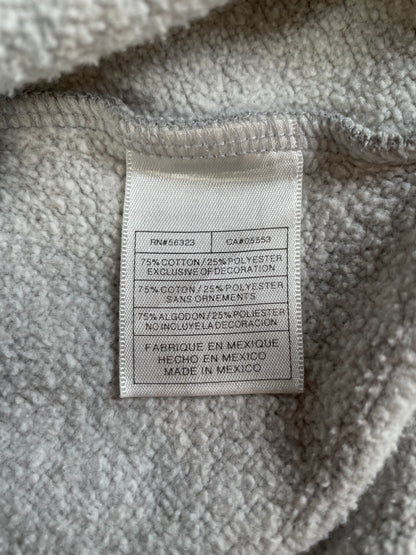 RN#56323 CA#05553
75% COTTON / 25% POLYESTER
EXCLUSIVE OF DECORATION
75% COTON / 25% POLYESTER
SANS ORNEMENTS
75% ALGODON / 25% POLIESTER
NO INCLUYE LA DECORACION
FABRIQUE EN MEXIQUE
HECHO EN MEXICO
MADE IN MEXICO